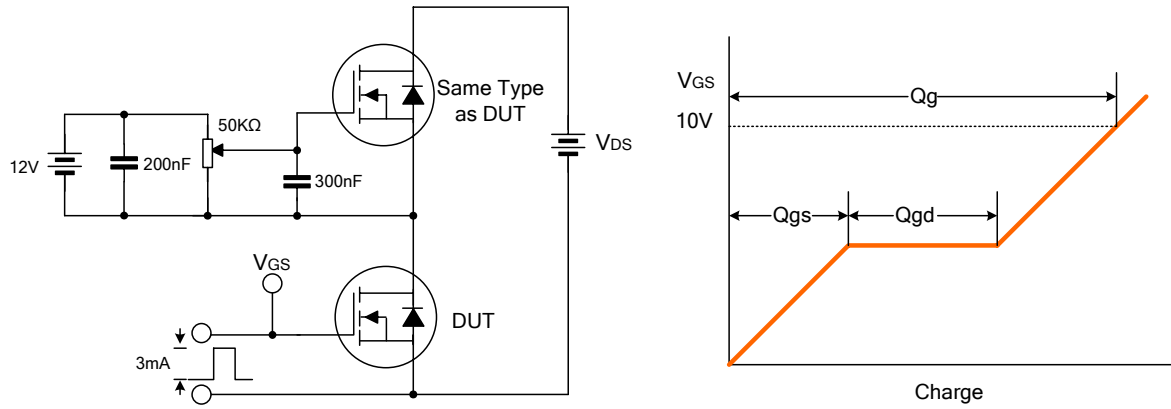 Same Type
as DUT
50KΩ
12V
200nF
300nF
VDS
VGS
DUT
3mA
VGS
Qg
10V
Qgs
Qgd
Charge